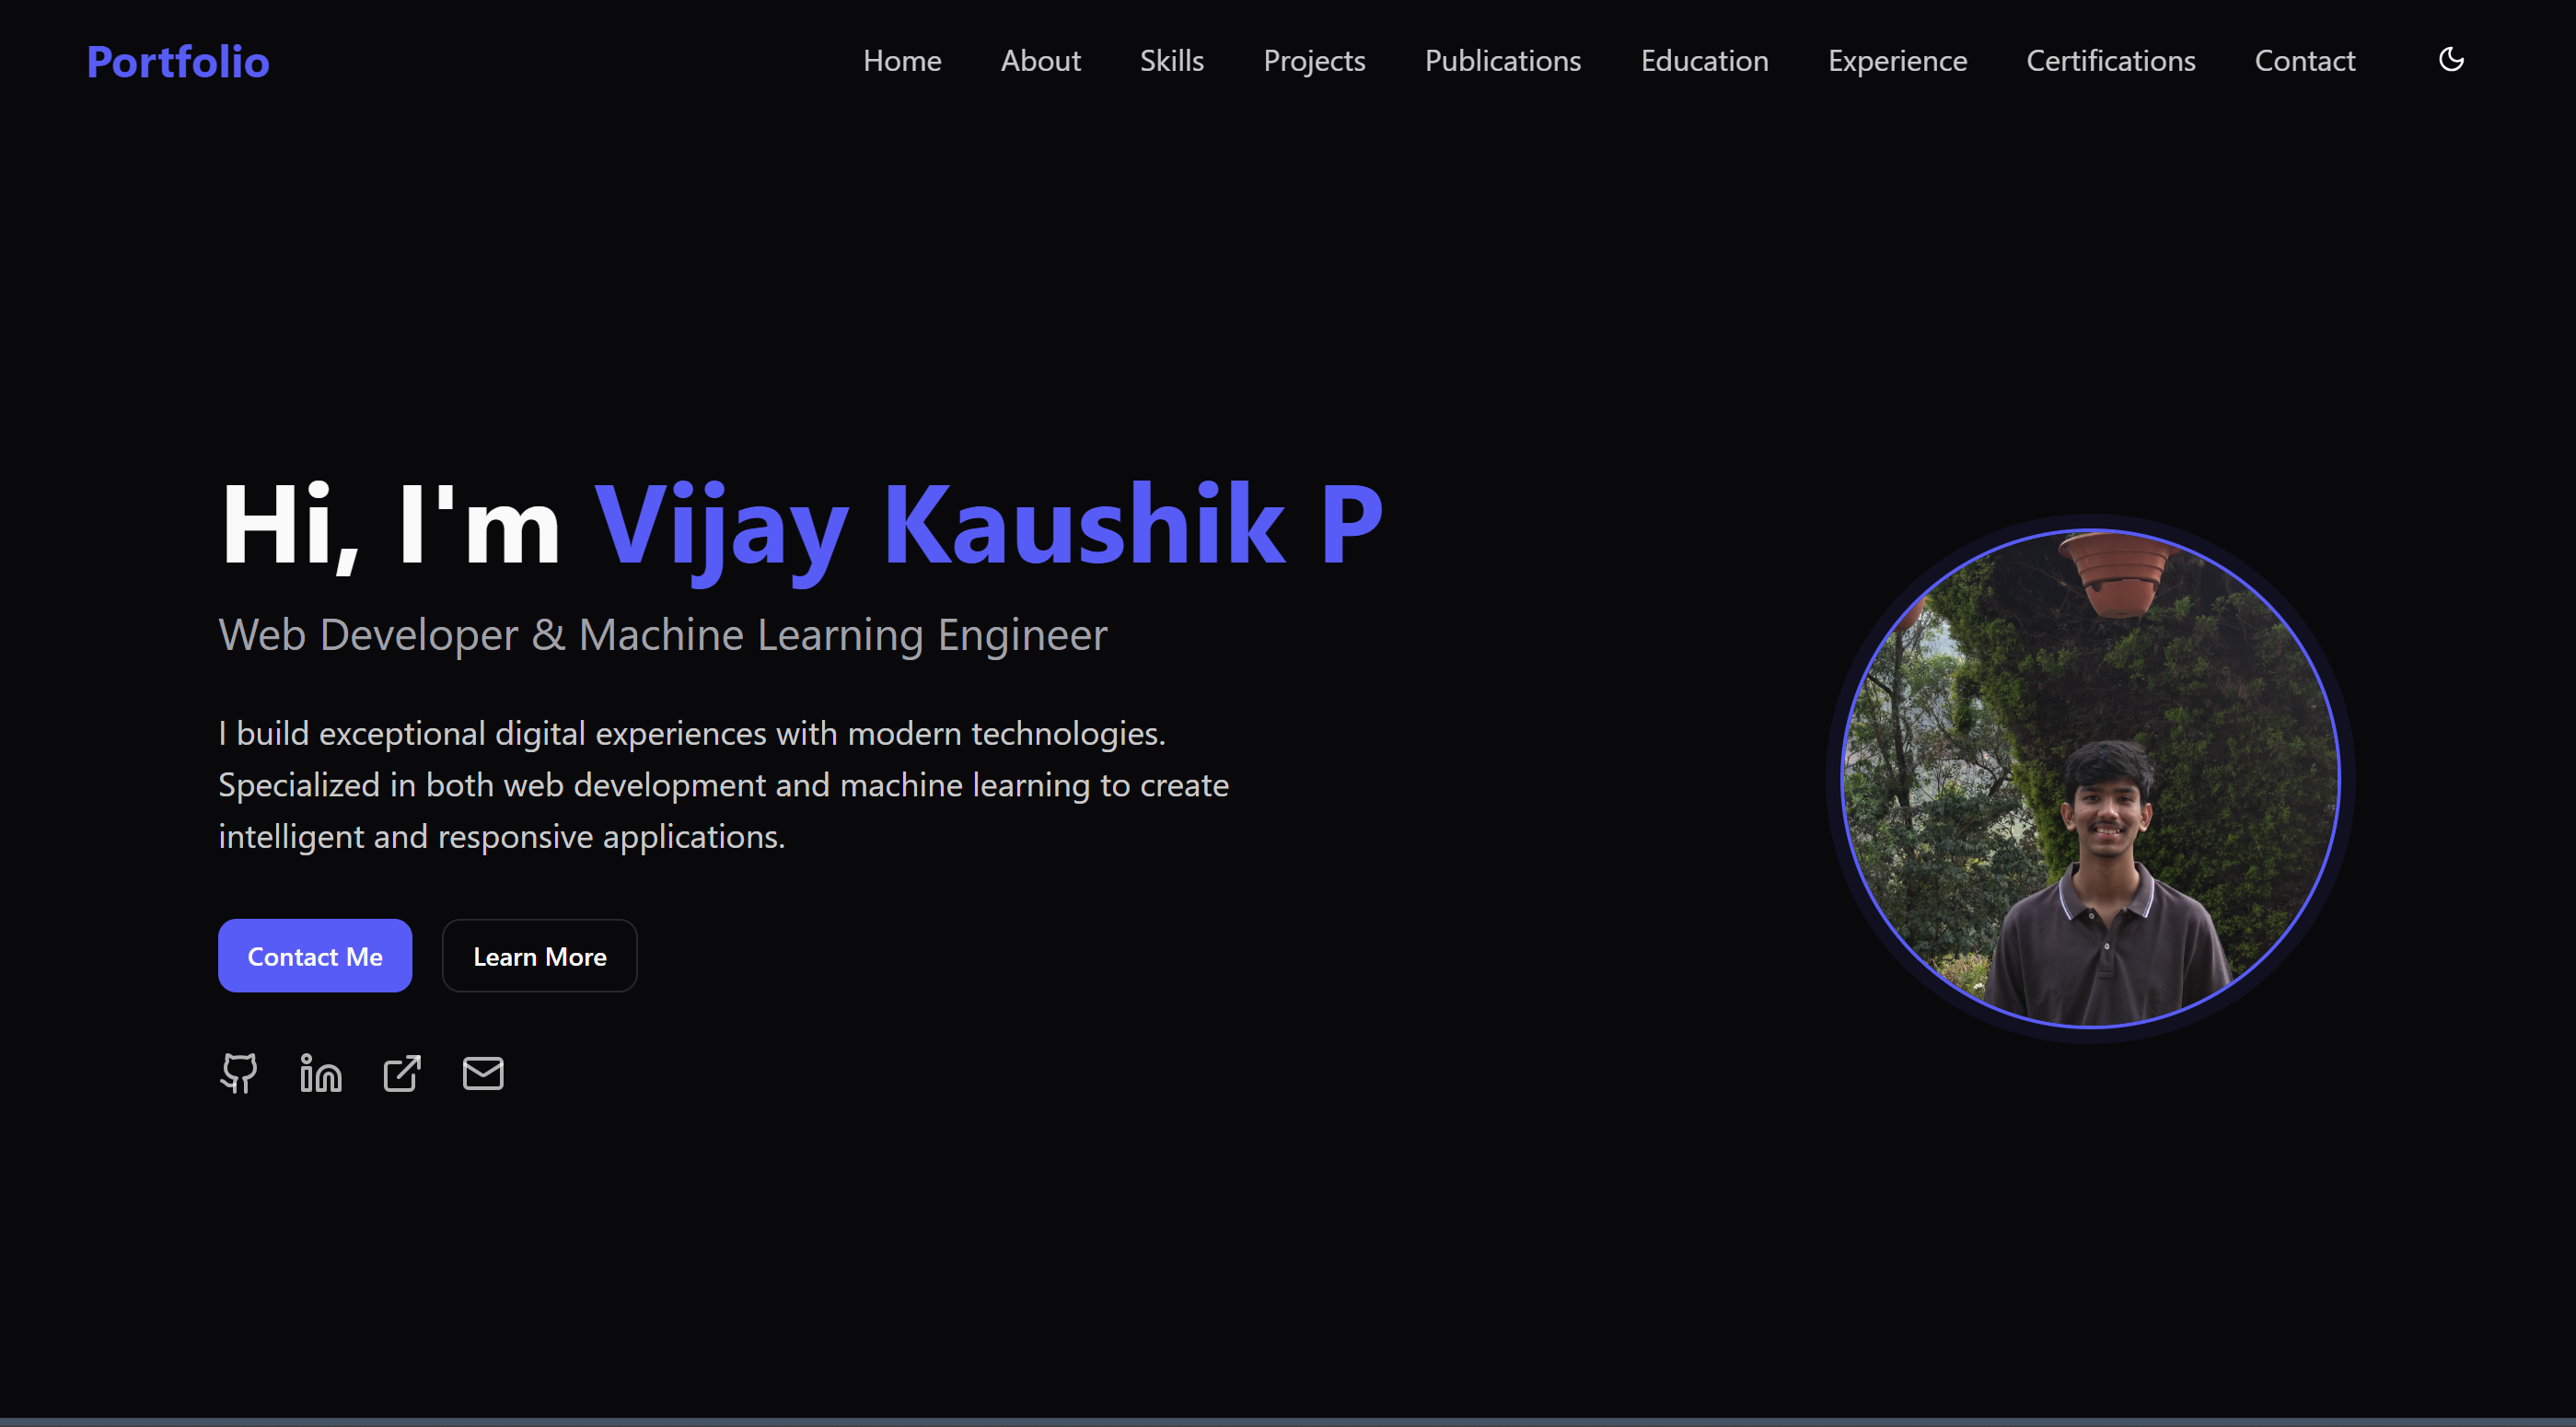 Portfolio
Home About Skills Projects Publications Education Experience Certifications Contact
Hi, I'm Vijay Kaushik P
Web Developer & Machine Learning Engineer
I build exceptional digital experiences with modern technologies.
Specialized in both web development and machine learning to create
intelligent and responsive applications.
Contact Me Learn More